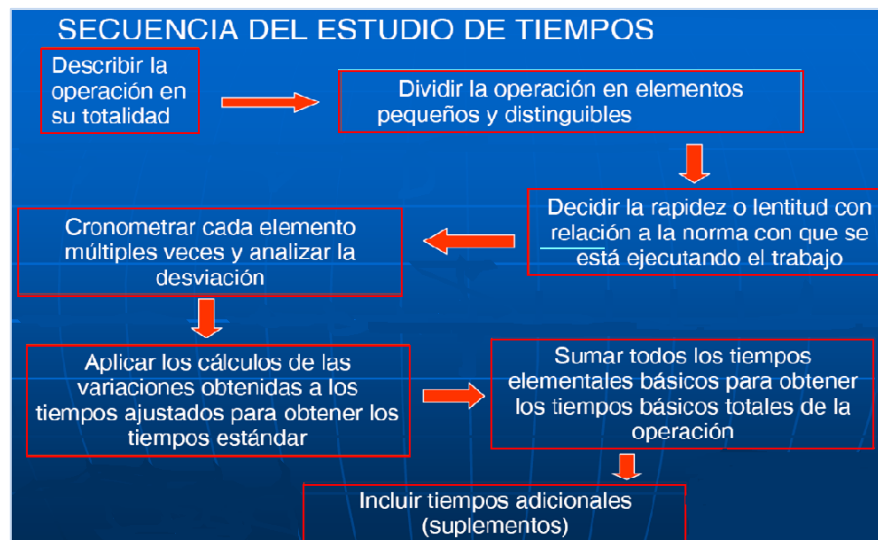 SECUENCIA DEL ESTUDIO DE TIEMPOS
Describir la
operación en
su totalidad
Dividir la operación en elementos
pequeños y distinguibles
Decidir la rapidez o lentitud con
relación a la norma con que se
está ejecutando el trabajo
Cronometrar cada elemento
múltiples veces y analizar la
desviación
Aplicar los cálculos de las
variaciones obtenidas a los
tiempos ajustados para obtener los
tiempos estándar
Sumar todos los tiempos
elementales básicos para obtener
los tiempos básicos totales de la
operación
Incluir tiempos adicionales
(suplementos)